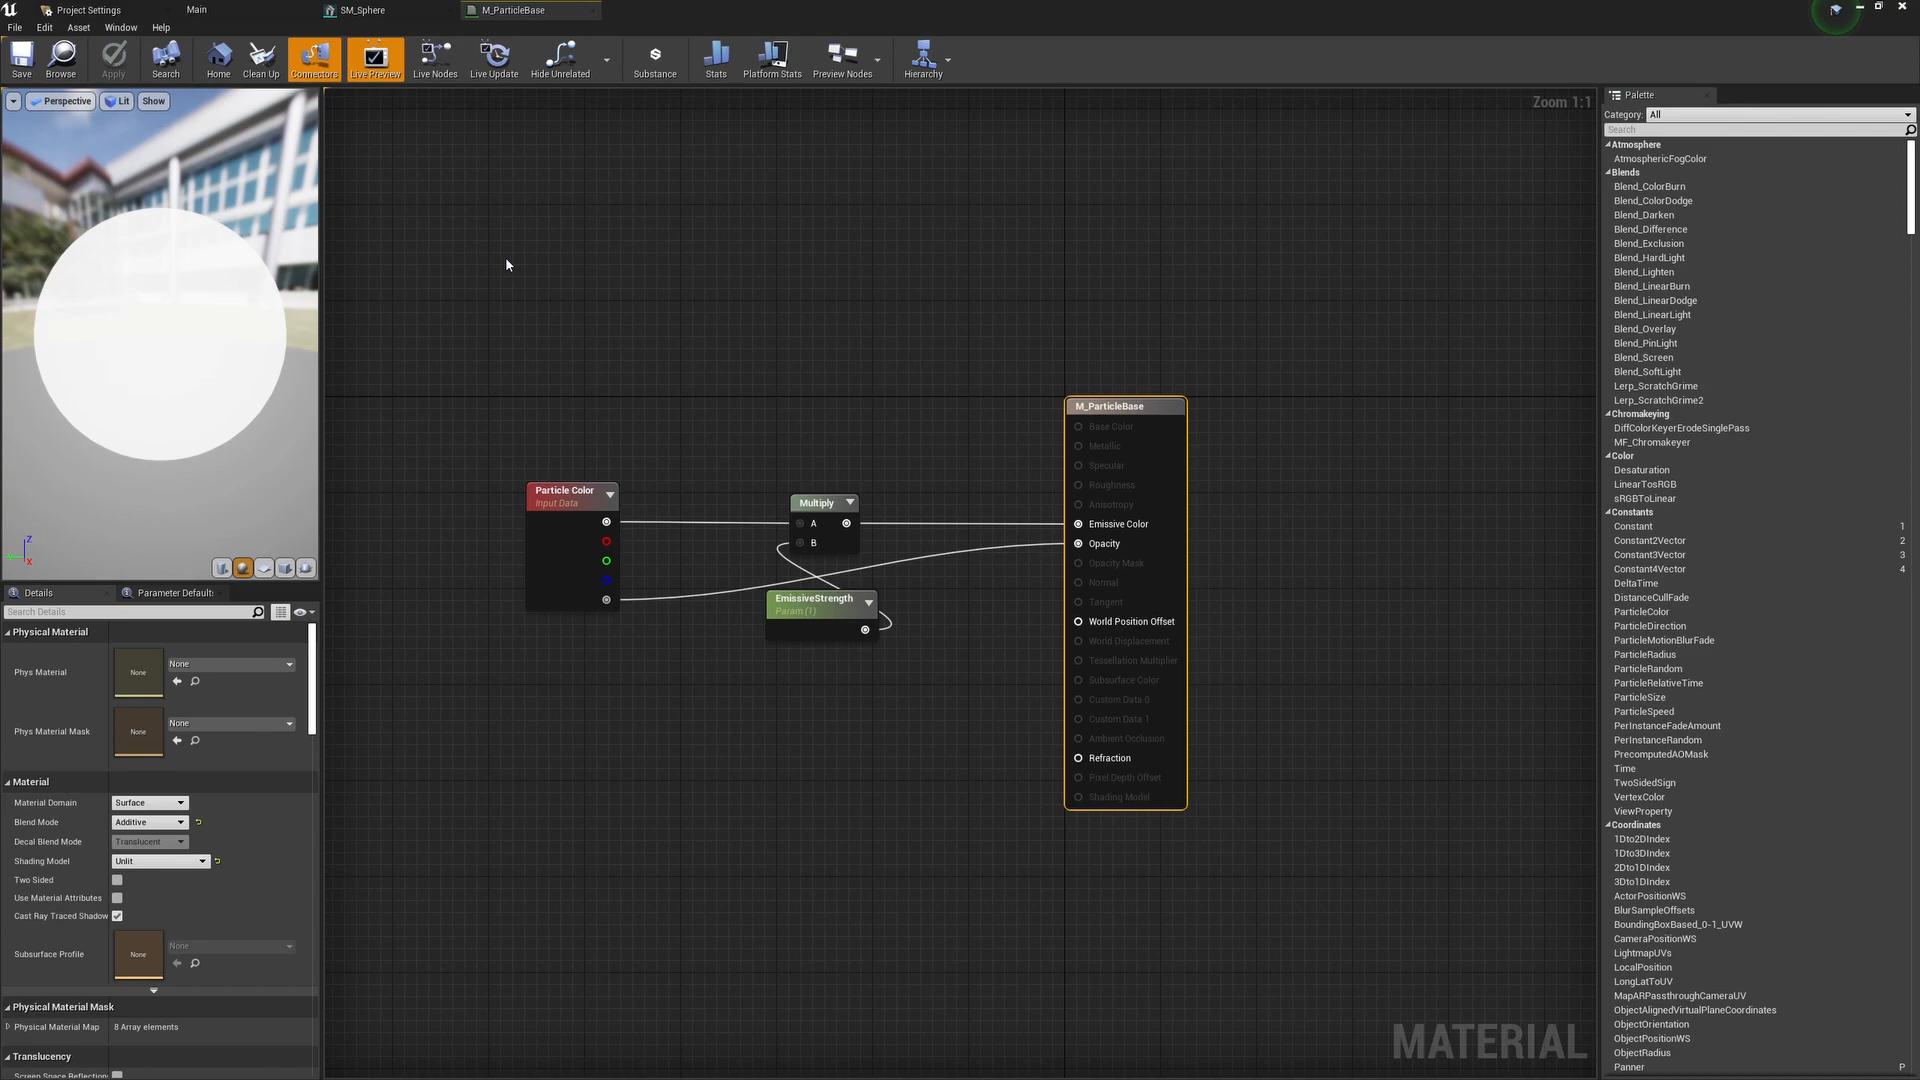 Project Settings
Main
SM_Sphere
M_ParticleBase
File
Edit
Asset
Window
Help
Save
Browse
Apply
Search
Home
Clean Up
Connectors
Live Preview
Live Nodes
Live Update
Hide Unrelated
Substance
Stats
Platform Stats
Preview Nodes
Hierarchy
Perspective
Lit
Show
Zoom 1:1
Z
X
Particle Color
Input Data
Multiply
A
B
EmissiveStrength
Param (1)
M_ParticleBase
Base Color
Metallic
Specular
Roughness
Anisotropy
Emissive Color
Opacity
Opacity Mask
Normal
Tangent
World Position Offset
World Displacement
Tessellation Multiplier
Subsurface Color
Custom Data 0
Custom Data 1
Ambient Occlusion
Refraction
Pixel Depth Offset
Shading Model
MATERIAL
Details
Parameter Default
Search Details
Physical Material
Phys Material
None
None
Phys Material Mask
None
None
Material
Material Domain
Surface
Blend Mode
Additive
Decal Blend Mode
Translucent
Shading Model
Unlit
Two Sided
Use Material Attributes
Cast Ray Traced Shadow
Subsurface Profile
None
None
Physical Material Mask
Physical Material Map
8 Array elements
Translucency
Screen Space Reflection
Palette
Category:
All
Search
Atmosphere
AtmosphericFogColor
Blends
Blend_ColorBurn
Blend_ColorDodge
Blend_Darken
Blend_Difference
Blend_Exclusion
Blend_HardLight
Blend_Lighten
Blend_LinearBurn
Blend_LinearDodge
Blend_LinearLight
Blend_Overlay
Blend_PinLight
Blend_Screen
Blend_SoftLight
Lerp_ScratchGrime
Lerp_ScratchGrime2
Chromakeying
DiffColorKeyerErodeSinglePass
MF_Chromakeyer
Color
Desaturation
LinearTosRGB
sRGBToLinear
Constants
Constant 1
Constant2Vector 2
Constant3Vector 3
Constant4Vector 4
DeltaTime
DistanceCullFade
ParticleColor
ParticleDirection
ParticleMotionBlurFade
ParticleRadius
ParticleRandom
ParticleRelativeTime
ParticleSize
ParticleSpeed
PerInstanceFadeAmount
PerInstanceRandom
PrecomputedAOMask
Time
TwoSidedSign
VertexColor
ViewProperty
Coordinates
1Dto2DIndex
1Dto3DIndex
2Dto1DIndex
3Dto1DIndex
ActorPositionWS
BlurSampleOffsets
BoundingBoxBased_0-1_UVW
CameraPositionWS
LightmapUVs
LocalPosition
LongLatToUV
MapARPassthroughCameraUV
ObjectAlignedVirtualPlaneCoordinates
ObjectOrientation
ObjectPositionWS
ObjectRadius
Panner P